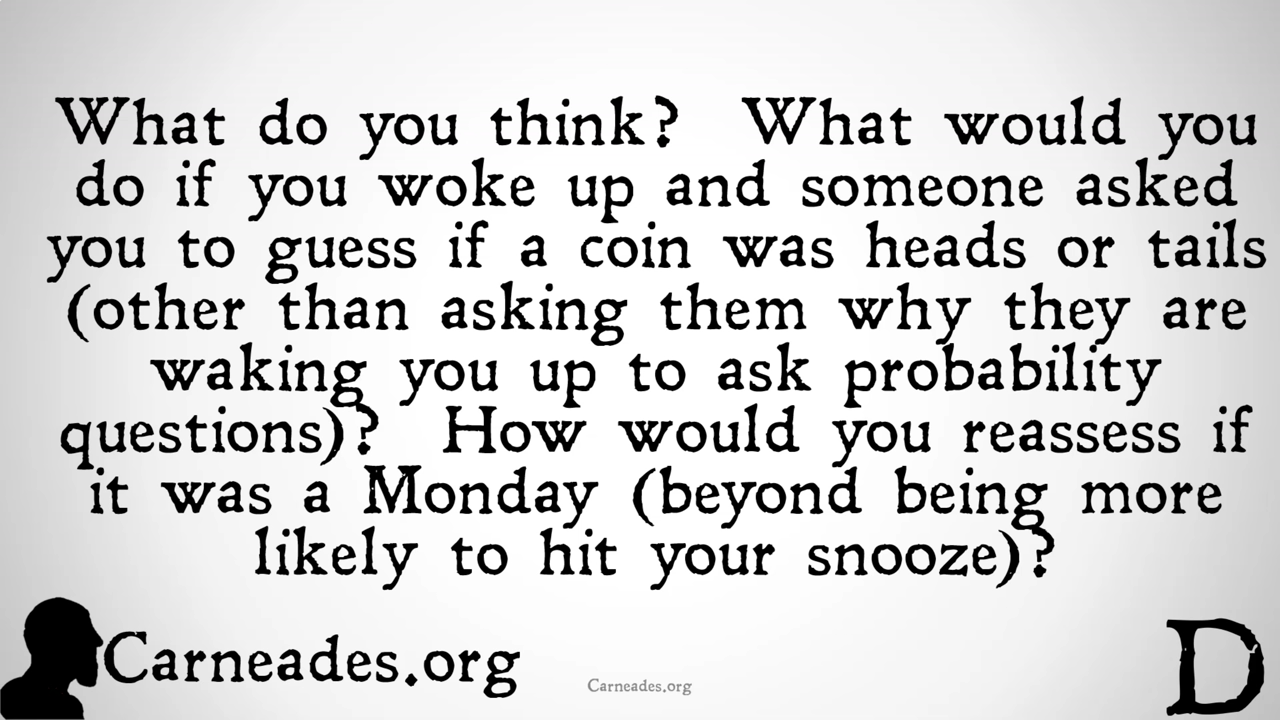 What do you think? What would you
do if you woke up and someone asked
you to guess if a coin was heads or tails
(other than asking them why they are
waking you up to ask probability
questions)? How would you reassess if
it was a Monday (beyond being more
likely to hit your snooze)?
Carneades.org
Carneades.org
D